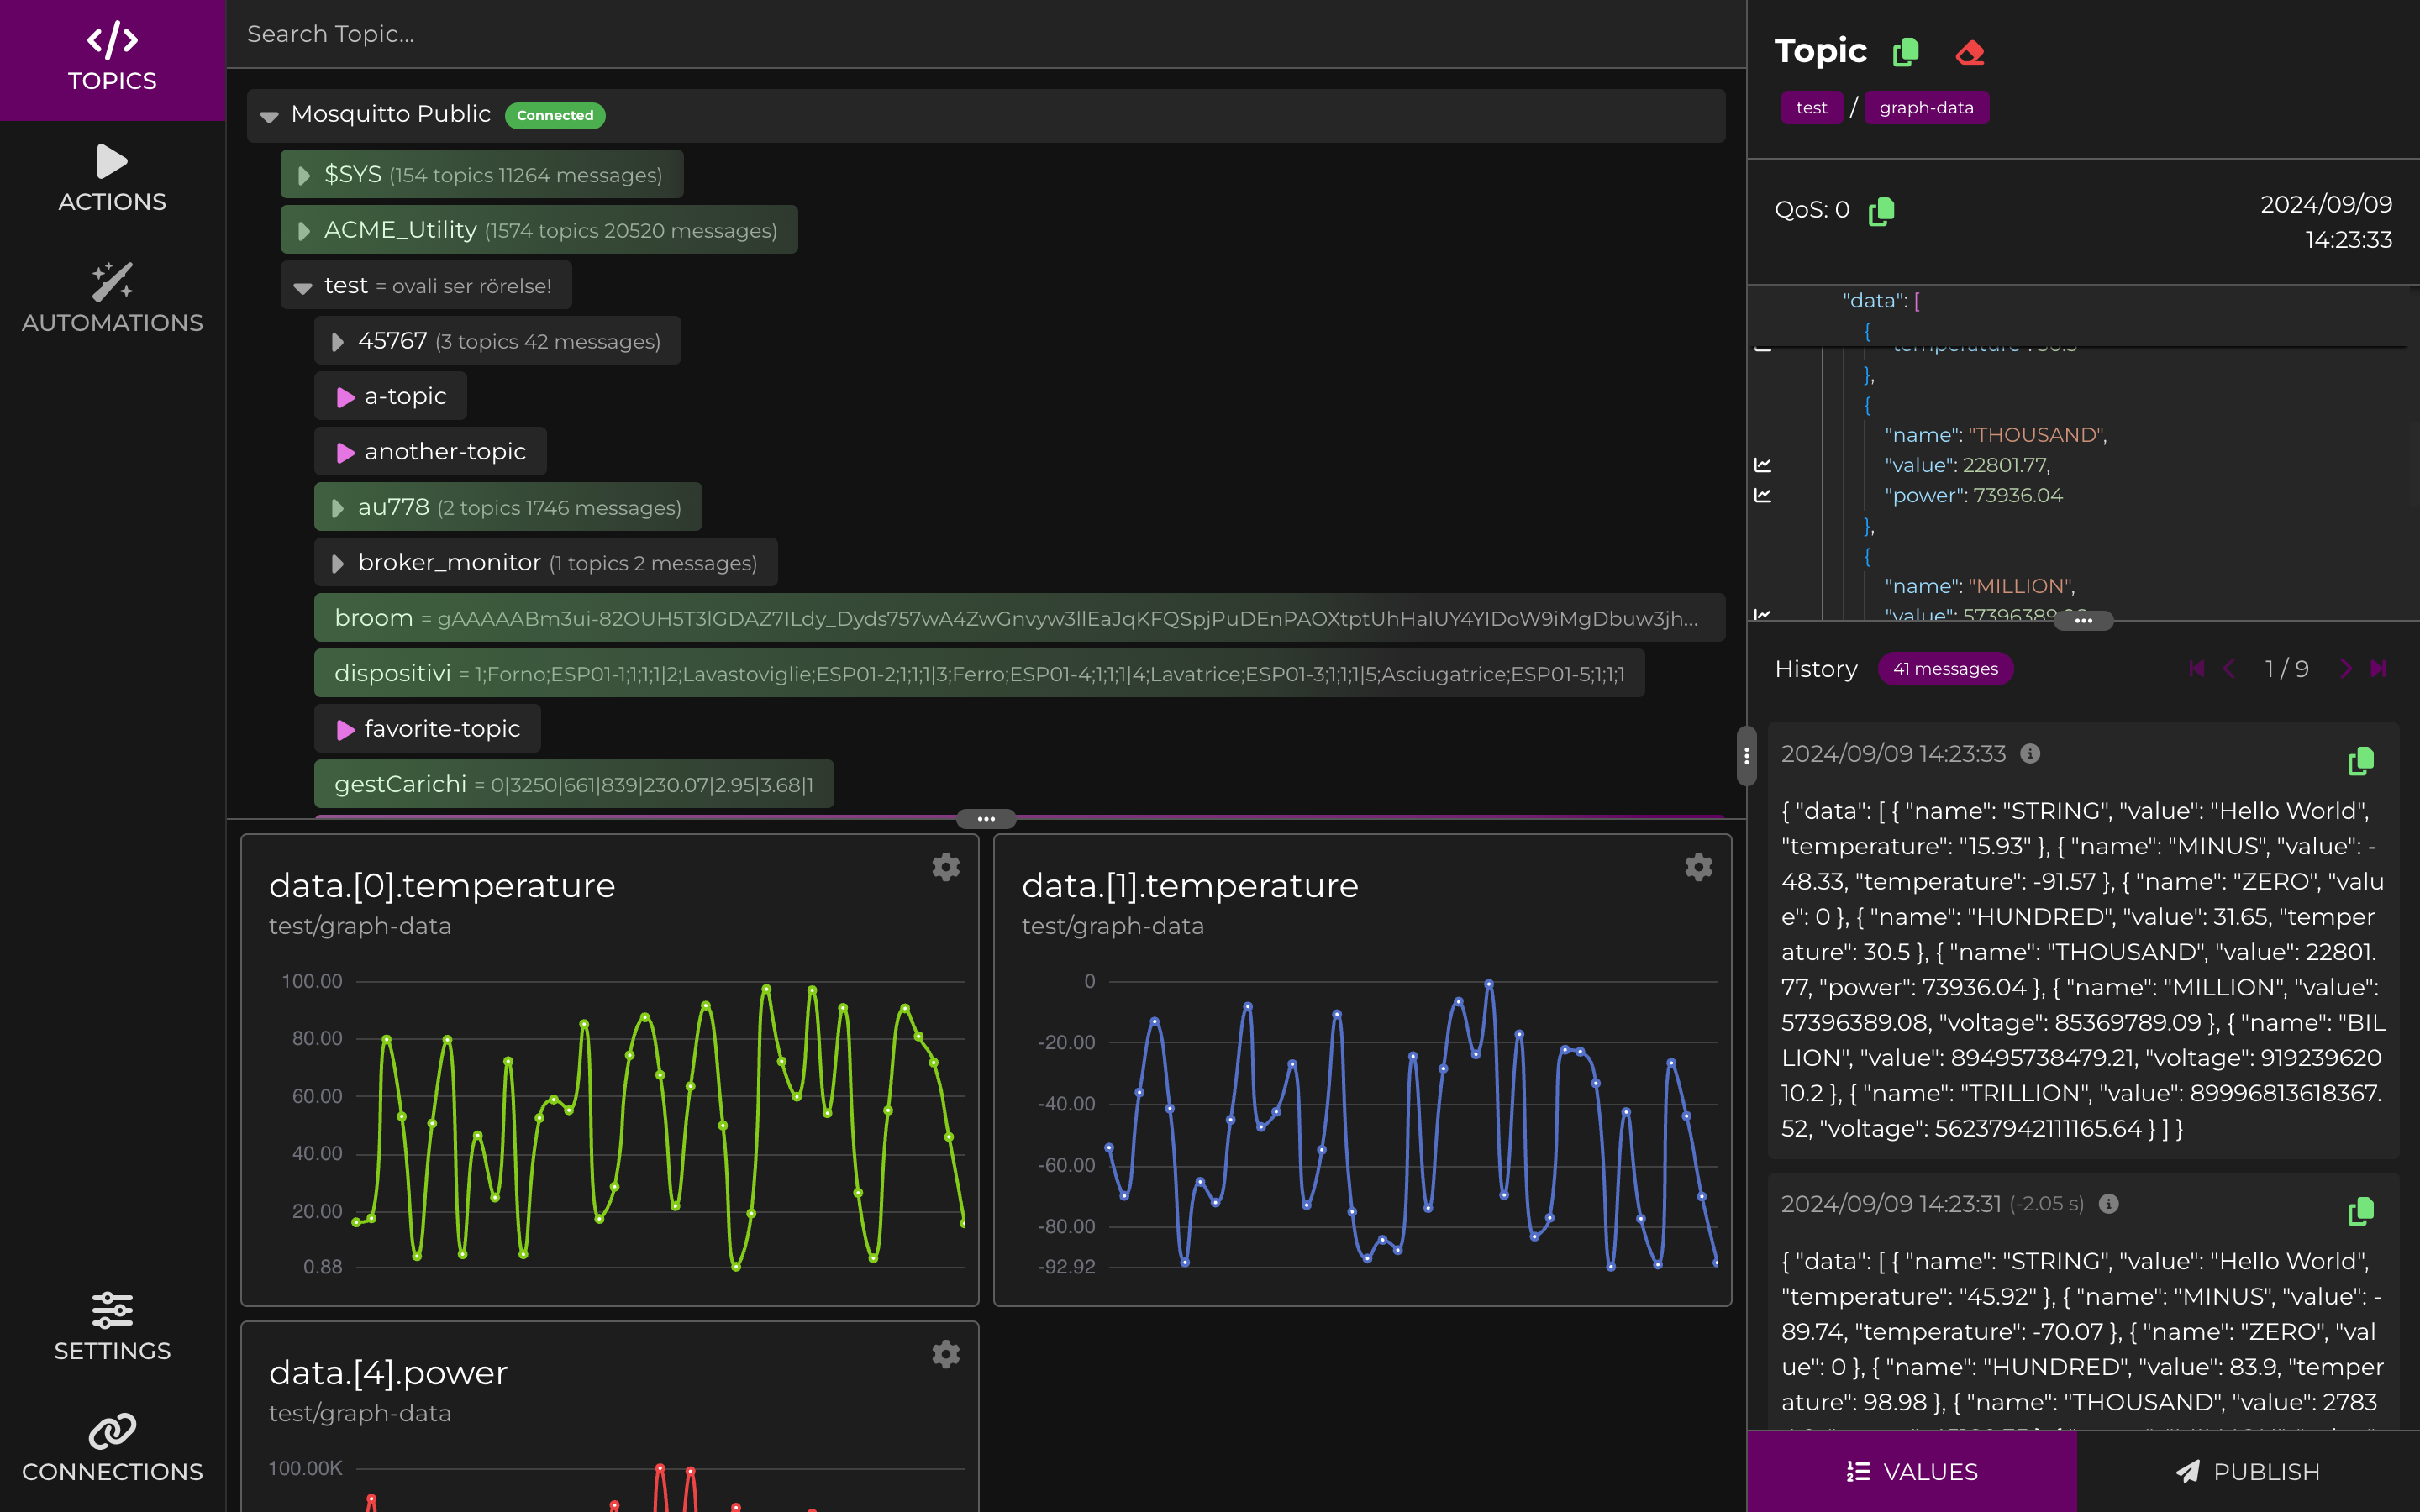 TOPICS
ACTIONS
AUTOMATIONS
SETTINGS
CONNECTIONS
Search Topic...
Mosquitto Public Connected
$SYS (154 topics 11264 messages)
ACME_Utility (1574 topics 20520 messages)
test = ovali ser rörelse!
45767 (3 topics 42 messages)
a-topic
another-topic
au778 (2 topics 1746 messages)
broker_monitor (1 topics 2 messages)
broom = gAAAAABm3ui-82OUH5T3lGDAZ7ILdy_Dyds757wA4ZwGnvyw3llEaJqKFQSpjPuDEnPAOXtptUhHalUY4YIDoW9iMgDbuw3jh...
dispositivi = 1;Forno;ESP01-1;1;1;1|2;Lavastoviglie;ESP01-2;1;1;1|3;Ferro;ESP01-4;1;1;1|4;Lavatrice;ESP01-3;1;1;1|5;Asciugatrice;ESP01-5;1;1;1
favorite-topic
gestCarichi = 0|3250|661|839|230.07|2.95|3.68|1
data.[0].temperature
test/graph-data
100.00
80.00
60.00
40.00
20.00
0.88
data.[1].temperature
test/graph-data
0
-20.00
-40.00
-60.00
-80.00
-92.92
data.[4].power
test/graph-data
100.00K
Topic
test / graph-data
QoS: 0
2024/09/09
14:23:33
"data": [
{
"temperature": 30.5
},
{
"name": "THOUSAND",
"value": 22801.77,
"power": 73936.04
},
{
"name": "MILLION",
"value": 57396389.08
History 41 messages 1 / 9
2024/09/09 14:23:33
{ "data": [ { "name": "STRING", "value": "Hello World",
"temperature": "15.93" }, { "name": "MINUS", "value": -
48.33, "temperature": -91.57 }, { "name": "ZERO", "valu
e": 0 }, { "name": "HUNDRED", "value": 31.65, "temper
ature": 30.5 }, { "name": "THOUSAND", "value": 22801.
77, "power": 73936.04 }, { "name": "MILLION", "value":
57396389.08, "voltage": 85369789.09 }, { "name": "BIL
LION", "value": 89495738479.21, "voltage": 919239620
10.2 }, { "name": "TRILLION", "value": 89996813618367.
52, "voltage": 56237942111165.64 } ] }
2024/09/09 14:23:31 (-2.05 s)
{ "data": [ { "name": "STRING", "value": "Hello World",
"temperature": "45.92" }, { "name": "MINUS", "value": -
89.74, "temperature": -70.07 }, { "name": "ZERO", "val
ue": 0 }, { "name": "HUNDRED", "value": 83.9, "temper
ature": 98.98 }, { "name": "THOUSAND", "value": 2783
VALUES
PUBLISH